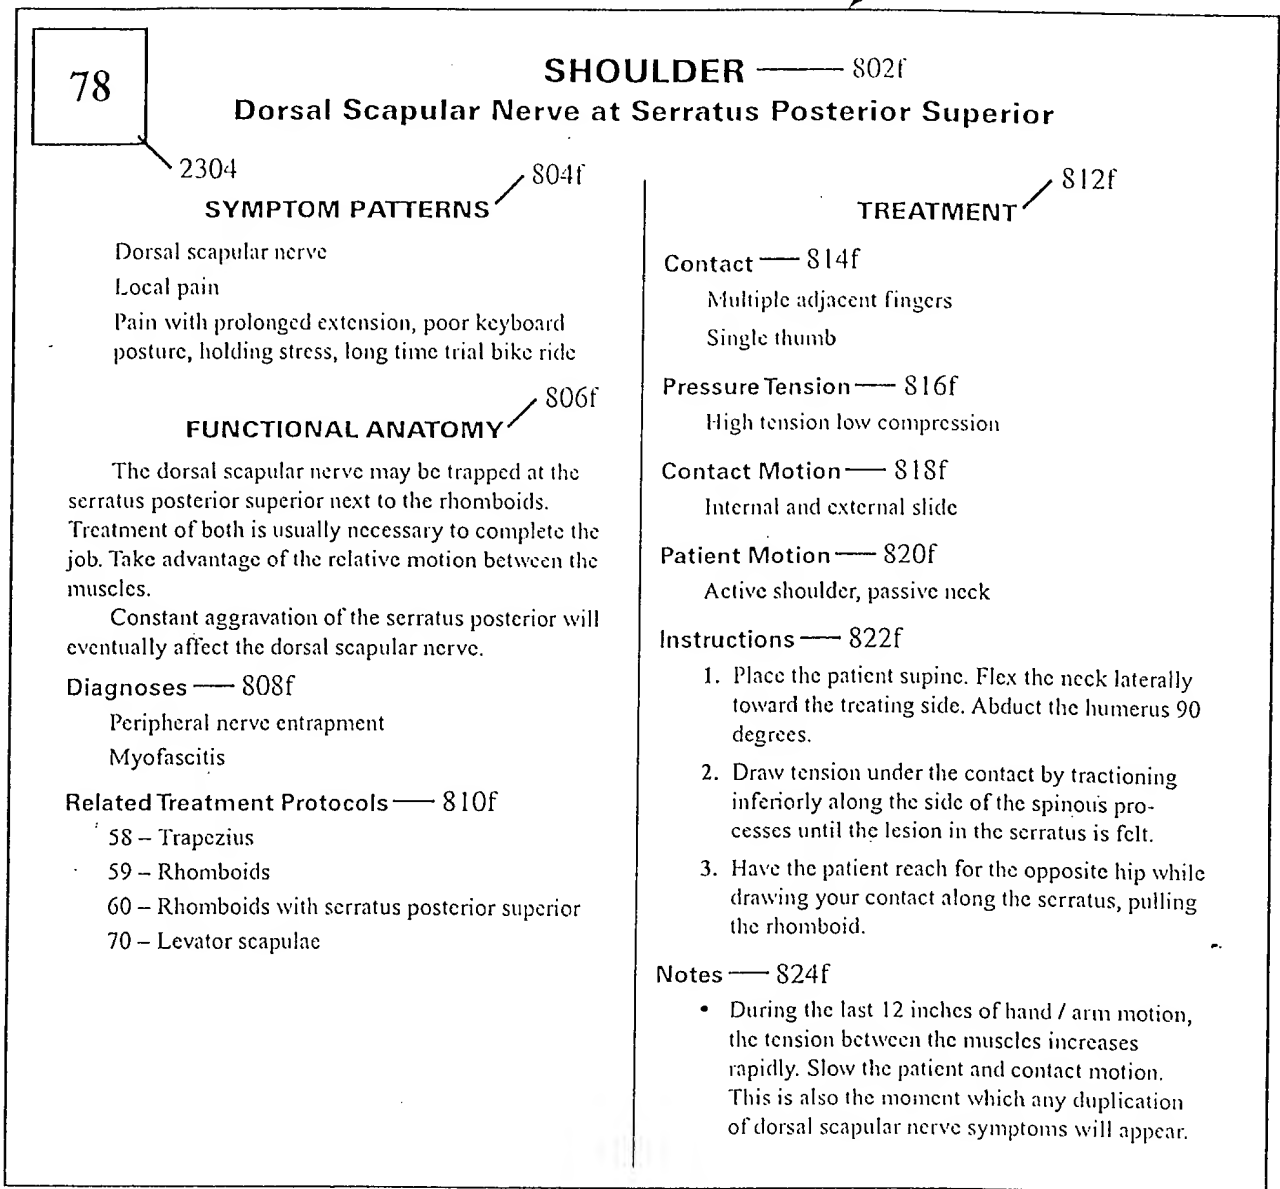 78
SHOULDER 802f
Dorsal Scapular Nerve at Serratus Posterior Superior
2304
804f
SYMPTOM PATTERNS
Dorsal scapular nerve
Local pain
Pain with prolonged extension, poor keyboard
posture, holding stress, long time trial bike ride
806f
FUNCTIONAL ANATOMY
The dorsal scapular nerve may be trapped at the
serratus posterior superior next to the rhomboids.
Treatment of both is usually necessary to complete the
job. Take advantage of the relative motion between the
muscles.
Constant aggravation of the serratus posterior will
eventually affect the dorsal scapular nerve.
Diagnoses 808f
Peripheral nerve entrapment
Myofascitis
Related Treatment Protocols 810f
58 – Trapezius
59 – Rhomboids
60 – Rhomboids with serratus posterior superior
70 – Levator scapulae
812f
TREATMENT
Contact 814f
Multiple adjacent fingers
Single thumb
Pressure Tension 816f
High tension low compression
Contact Motion 818f
Internal and external slide
Patient Motion 820f
Active shoulder, passive neck
Instructions 822f
1. Place the patient supine. Flex the neck laterally
toward the treating side. Abduct the humerus 90
degrees.
2. Draw tension under the contact by tractioning
inferiorly along the side of the spinous pro-
cesses until the lesion in the serratus is felt.
3. Have the patient reach for the opposite hip while
drawing your contact along the serratus, pulling
the rhomboid.
Notes 824f
• During the last 12 inches of hand / arm motion,
the tension between the muscles increases
rapidly. Slow the patient and contact motion.
This is also the moment which any duplication
of dorsal scapular nerve symptoms will appear.